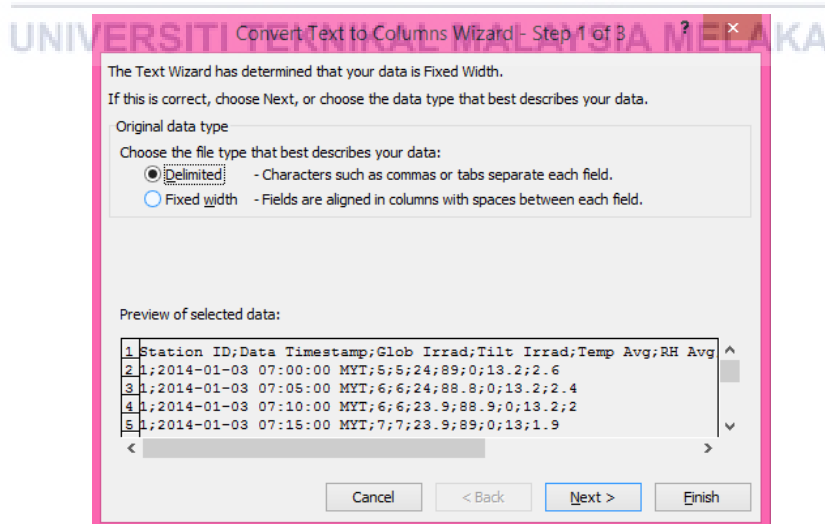 UNIVERSITI TEKNIKAL MALAYSIA MELAKA
Convert Text to Columns Wizard - Step 1 of 3 ? ×
The Text Wizard has determined that your data is Fixed Width.
If this is correct, choose Next, or choose the data type that best describes your data.
Original data type
Choose the file type that best describes your data:
Delimited - Characters such as commas or tabs separate each field.
Fixed width - Fields are aligned in columns with spaces between each field.
Preview of selected data:
1 Station ID;Data Timestamp;Glob Irrad;Tilt Irrad;Temp Avg;RH Avg
2 1;2014-01-03 07:00:00 MYT;5;5;24;89;0;13.2;2.6
3 1;2014-01-03 07:05:00 MYT;6;6;24;88.8;0;13.2;2.4
4 1;2014-01-03 07:10:00 MYT;6;6;23.9;88.9;0;13.2;2
5 1;2014-01-03 07:15:00 MYT;7;7;23.9;89;0;13;1.9
Cancel < Back Next > Finish